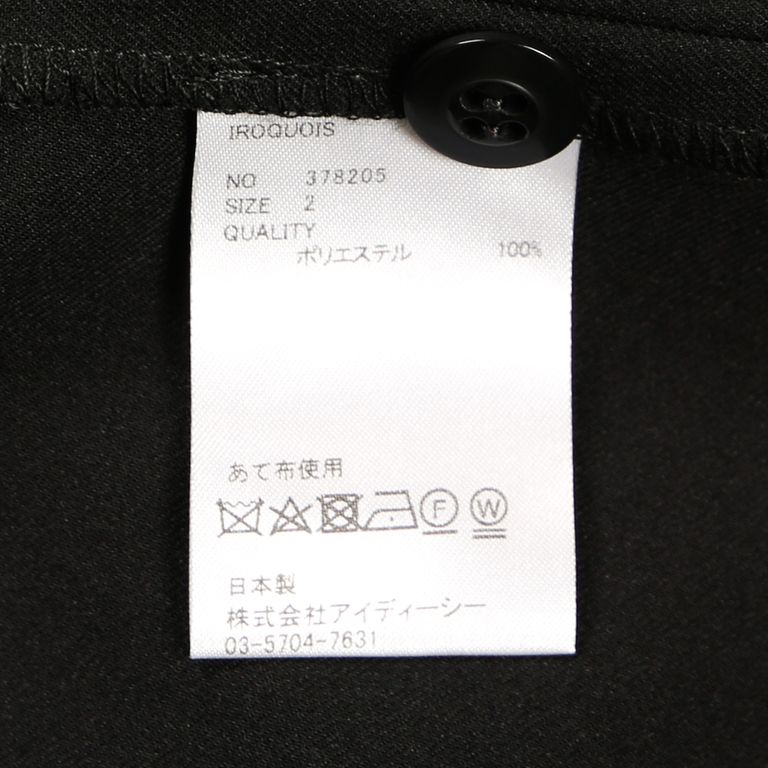 IROQUOIS
NO 378205
SIZE 2
QUALITY
ポリエステル 100%
あて布使用
F W
日本製
株式会社アイディーシー
03-5704-7631